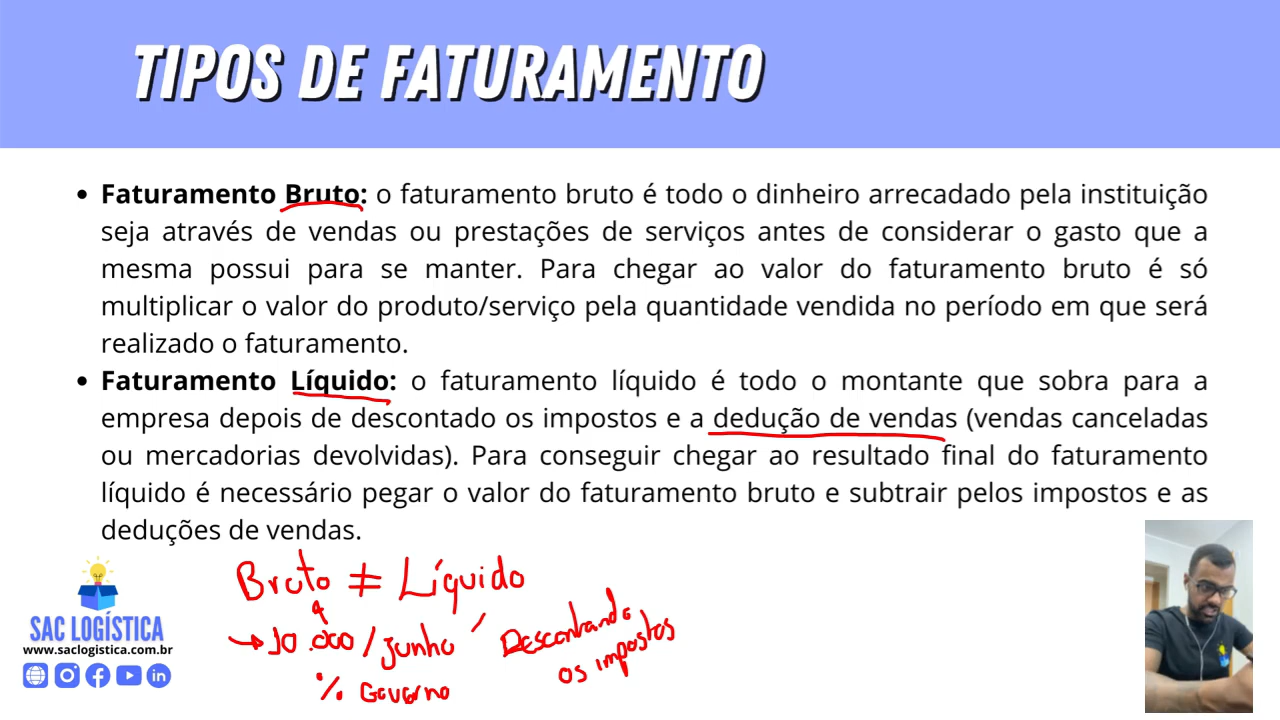 TIPOS DE FATURAMENTO
• Faturamento Bruto: o faturamento bruto é todo o dinheiro arrecadado pela instituição
seja através de vendas ou prestações de serviços antes de considerar o gasto que a
mesma possui para se manter. Para chegar ao valor do faturamento bruto é só
multiplicar o valor do produto/serviço pela quantidade vendida no período em que será
realizado o faturamento.
• Faturamento Líquido: o faturamento líquido é todo o montante que sobra para a
empresa depois de descontado os impostos e a dedução de vendas (vendas canceladas
ou mercadorias devolvidas). Para conseguir chegar ao resultado final do faturamento
líquido é necessário pegar o valor do faturamento bruto e subtrair pelos impostos e as
deduções de vendas.
Bruto ≠ Líquido
→ 10.000 / junho
Descontando
os impostos
% Governo
SAC LOGÍSTICA
www.saclogistica.com.br